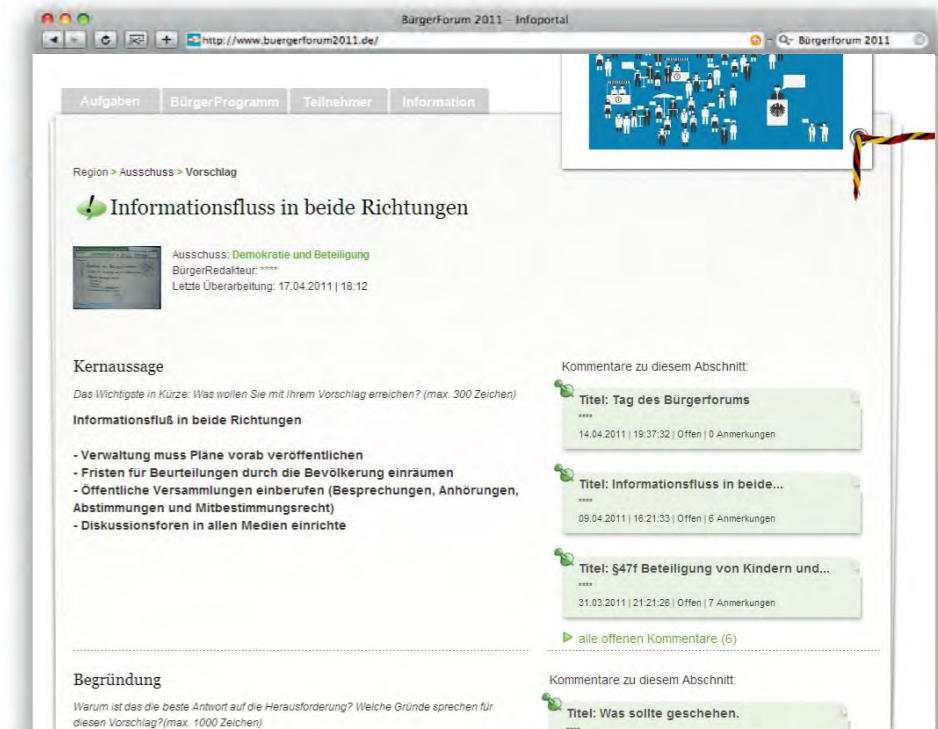 BürgerForum 2011 - Infoportal
http://www.buergerforum2011.de/
Bürgerforum 2011
Aufgaben BürgerProgramm Teilnehmer Information
Region > Ausschuss > Vorschlag
Informationsfluss in beide Richtungen
Ausschuss: Demokratie und Beteiligung
BürgerRedakteur: ****
Letzte Überarbeitung: 17.04.2011 | 18:12
Kernaussage
Das Wichtigste in Kürze: Was wollen Sie mit Ihrem Vorschlag erreichen? (max. 300 Zeichen)
Informationsfluß in beide Richtungen
- Verwaltung muss Pläne vorab veröffentlichen
- Fristen für Beurteilungen durch die Bevölkerung einräumen
- Öffentliche Versammlungen einberufen (Besprechungen, Anhörungen,
Abstimmungen und Mitbestimmungsrecht)
- Diskussionsforen in allen Medien einrichte
Kommentare zu diesem Abschnitt:
Titel: Tag des Bürgerforums
****
14.04.2011 | 19:37:32 | Offen | 0 Anmerkungen
Titel: Informationsfluss in beide...
****
09.04.2011 | 16:21:33 | Offen | 6 Anmerkungen
Titel: §47f Beteiligung von Kindern und...
****
31.03.2011 | 21:21:26 | Offen | 7 Anmerkungen
alle offenen Kommentare (6)
Begründung
Warum ist das die beste Antwort auf die Herausforderung? Welche Gründe sprechen für
diesen Vorschlag?(max. 1000 Zeichen)
Kommentare zu diesem Abschnitt:
Titel: Was sollte geschehen.
****